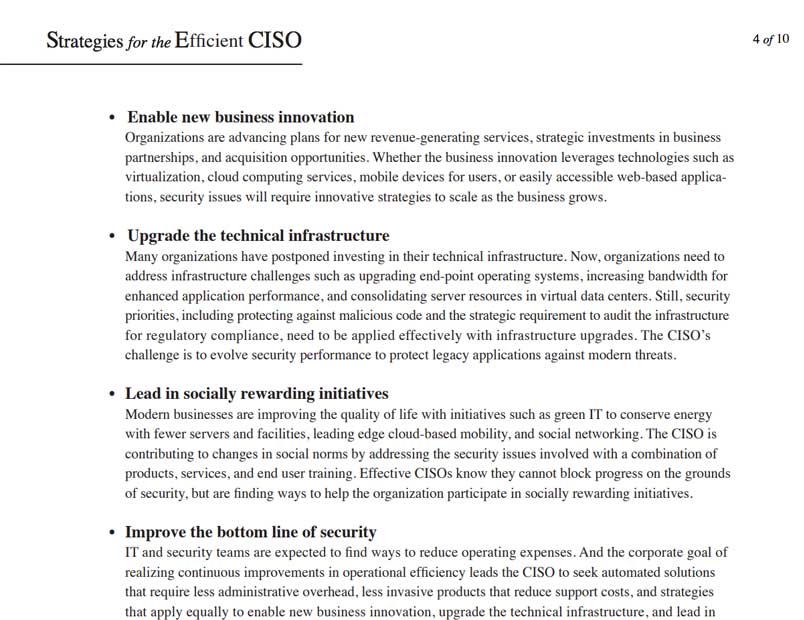 Strategies for the Efficient CISO
4 of 10
• Enable new business innovation
Organizations are advancing plans for new revenue-generating services, strategic investments in business
partnerships, and acquisition opportunities. Whether the business innovation leverages technologies such as
virtualization, cloud computing services, mobile devices for users, or easily accessible web-based applica-
tions, security issues will require innovative strategies to scale as the business grows.
• Upgrade the technical infrastructure
Many organizations have postponed investing in their technical infrastructure. Now, organizations need to
address infrastructure challenges such as upgrading end-point operating systems, increasing bandwidth for
enhanced application performance, and consolidating server resources in virtual data centers. Still, security
priorities, including protecting against malicious code and the strategic requirement to audit the infrastructure
for regulatory compliance, need to be applied effectively with infrastructure upgrades. The CISO's
challenge is to evolve security performance to protect legacy applications against modern threats.
• Lead in socially rewarding initiatives
Modern businesses are improving the quality of life with initiatives such as green IT to conserve energy
with fewer servers and facilities, leading edge cloud-based mobility, and social networking. The CISO is
contributing to changes in social norms by addressing the security issues involved with a combination of
products, services, and end user training. Effective CISOs know they cannot block progress on the grounds
of security, but are finding ways to help the organization participate in socially rewarding initiatives.
• Improve the bottom line of security
IT and security teams are expected to find ways to reduce operating expenses. And the corporate goal of
realizing continuous improvements in operational efficiency leads the CISO to seek automated solutions
that require less administrative overhead, less invasive products that reduce support costs, and strategies
that apply equally to enable new business innovation, upgrade the technical infrastructure, and lead in